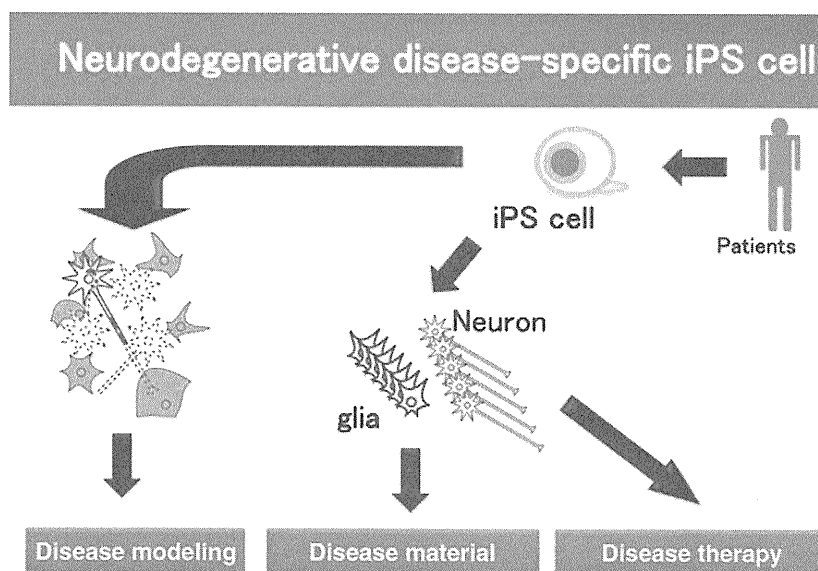 Neurodegenerative disease-specific iPS cell
iPS cell
Patients
Neuron
glia
Disease modeling
Disease material
Disease therapy